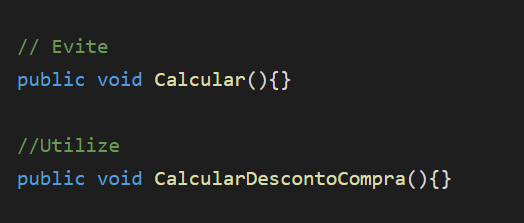 // Evite
public void Calcular(){}
//Utilize
public void CalcularDescontoCompra(){}